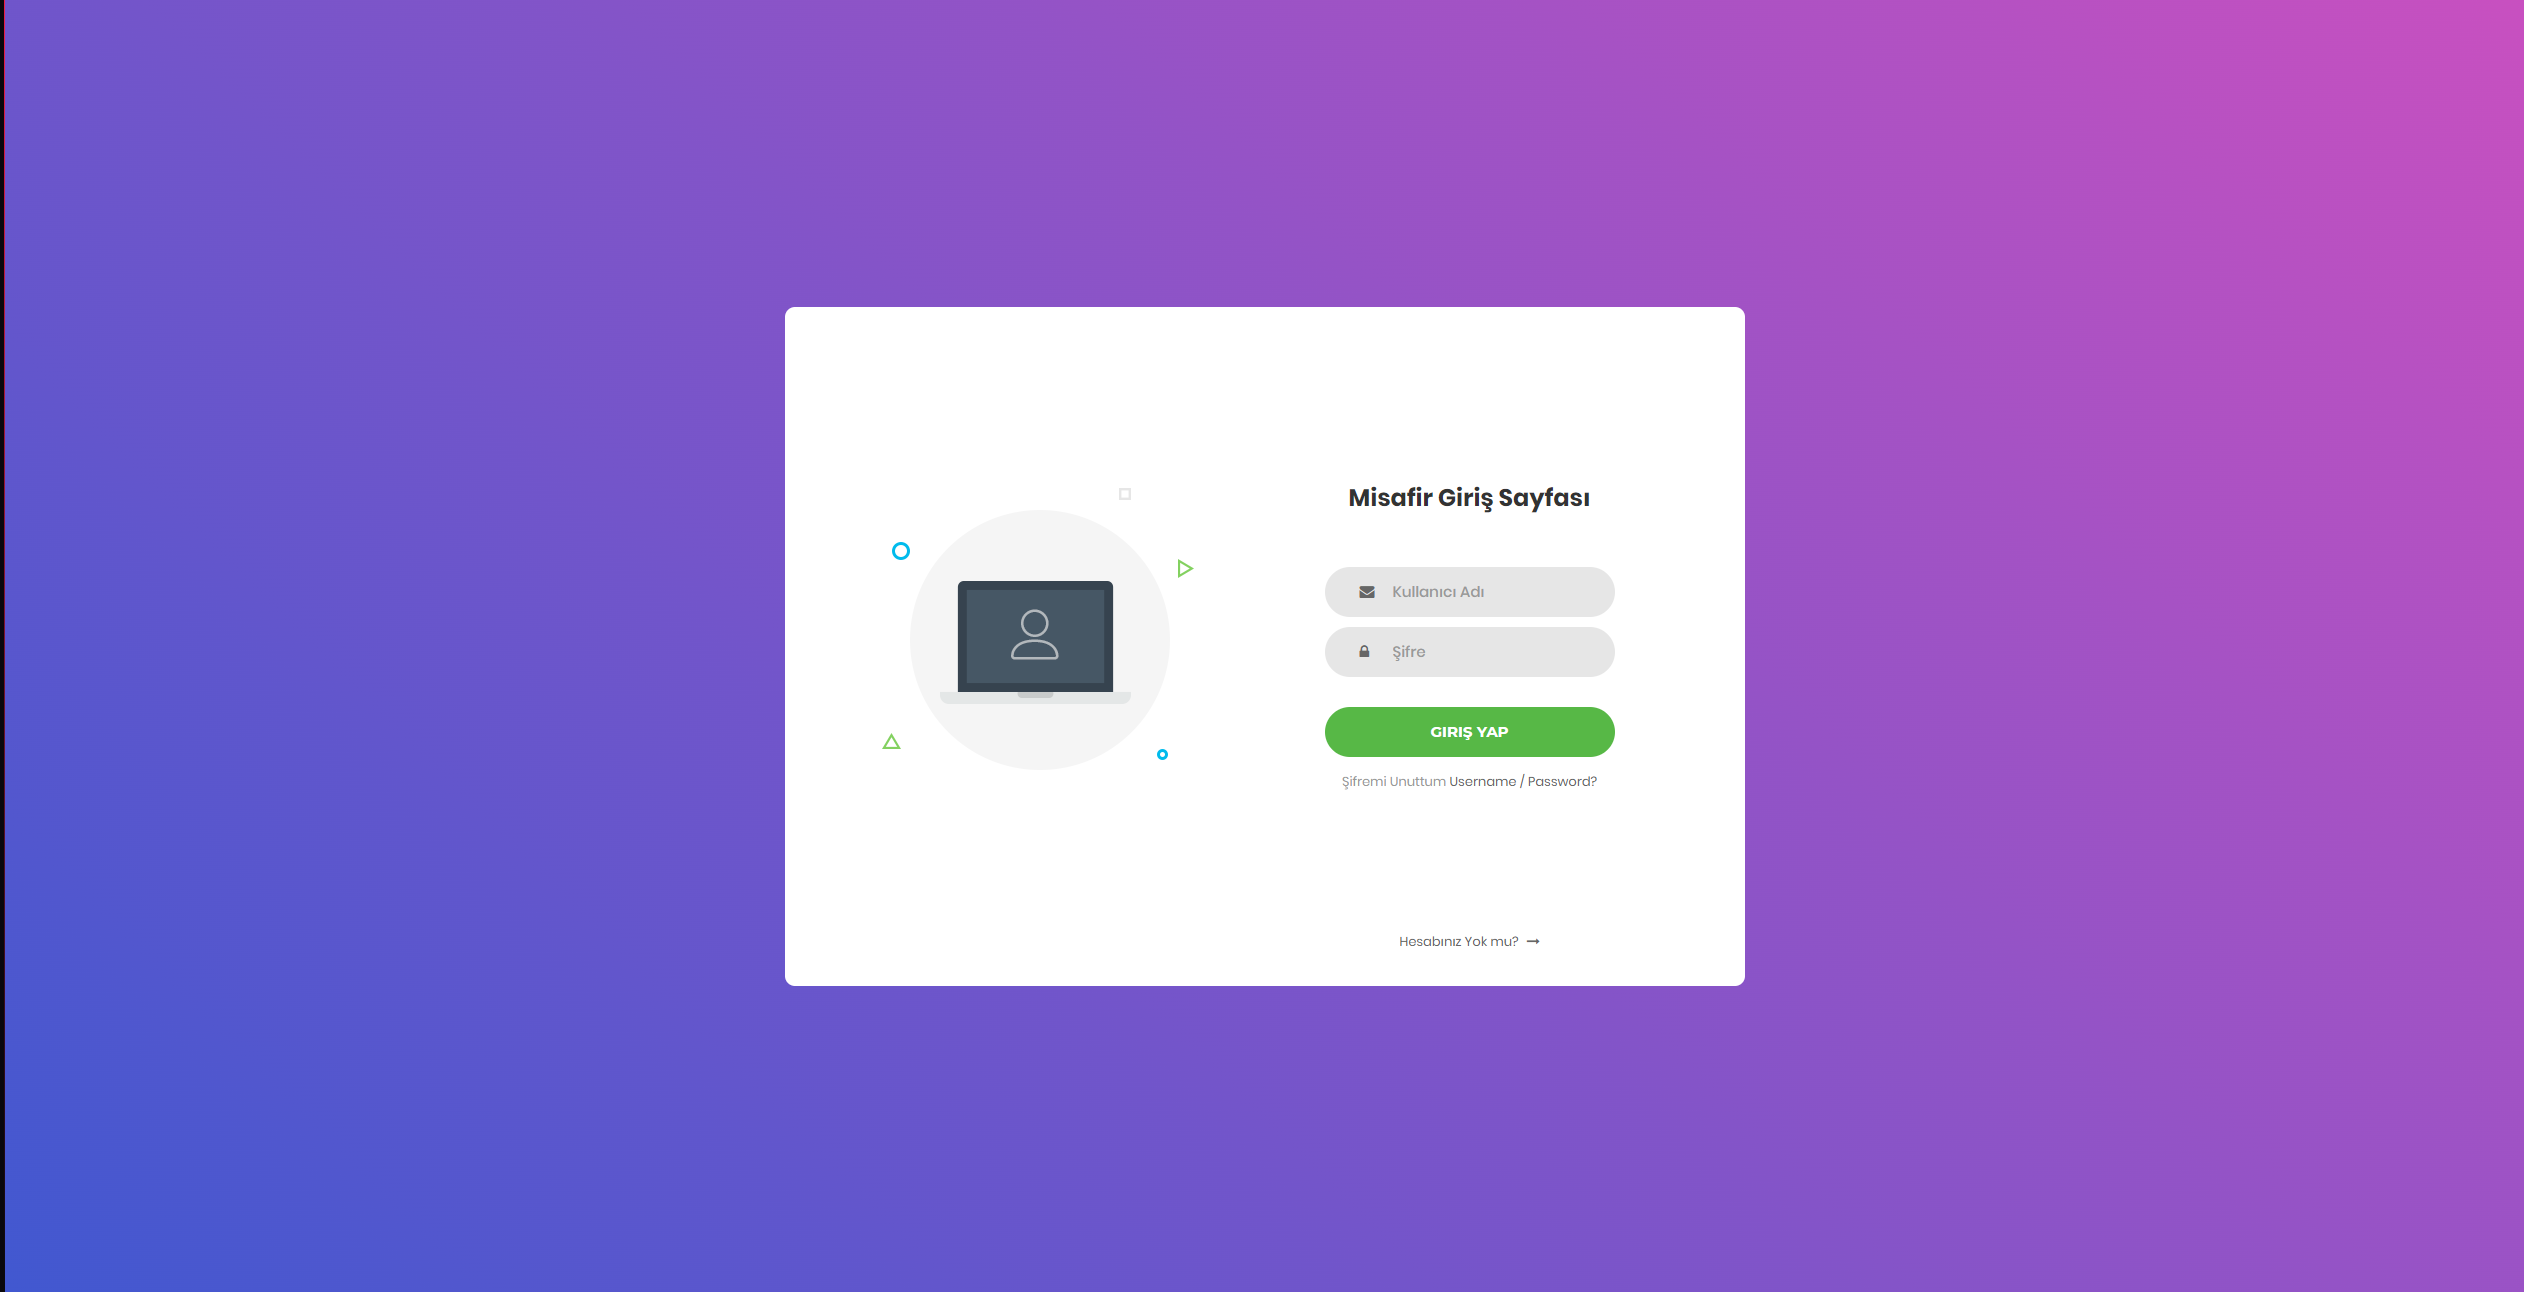 Misafir Giriş Sayfası
Kullanıcı Adı
Şifre
GIRIŞ YAP
Şifremi Unuttum Username / Password?
Hesabınız Yok mu?